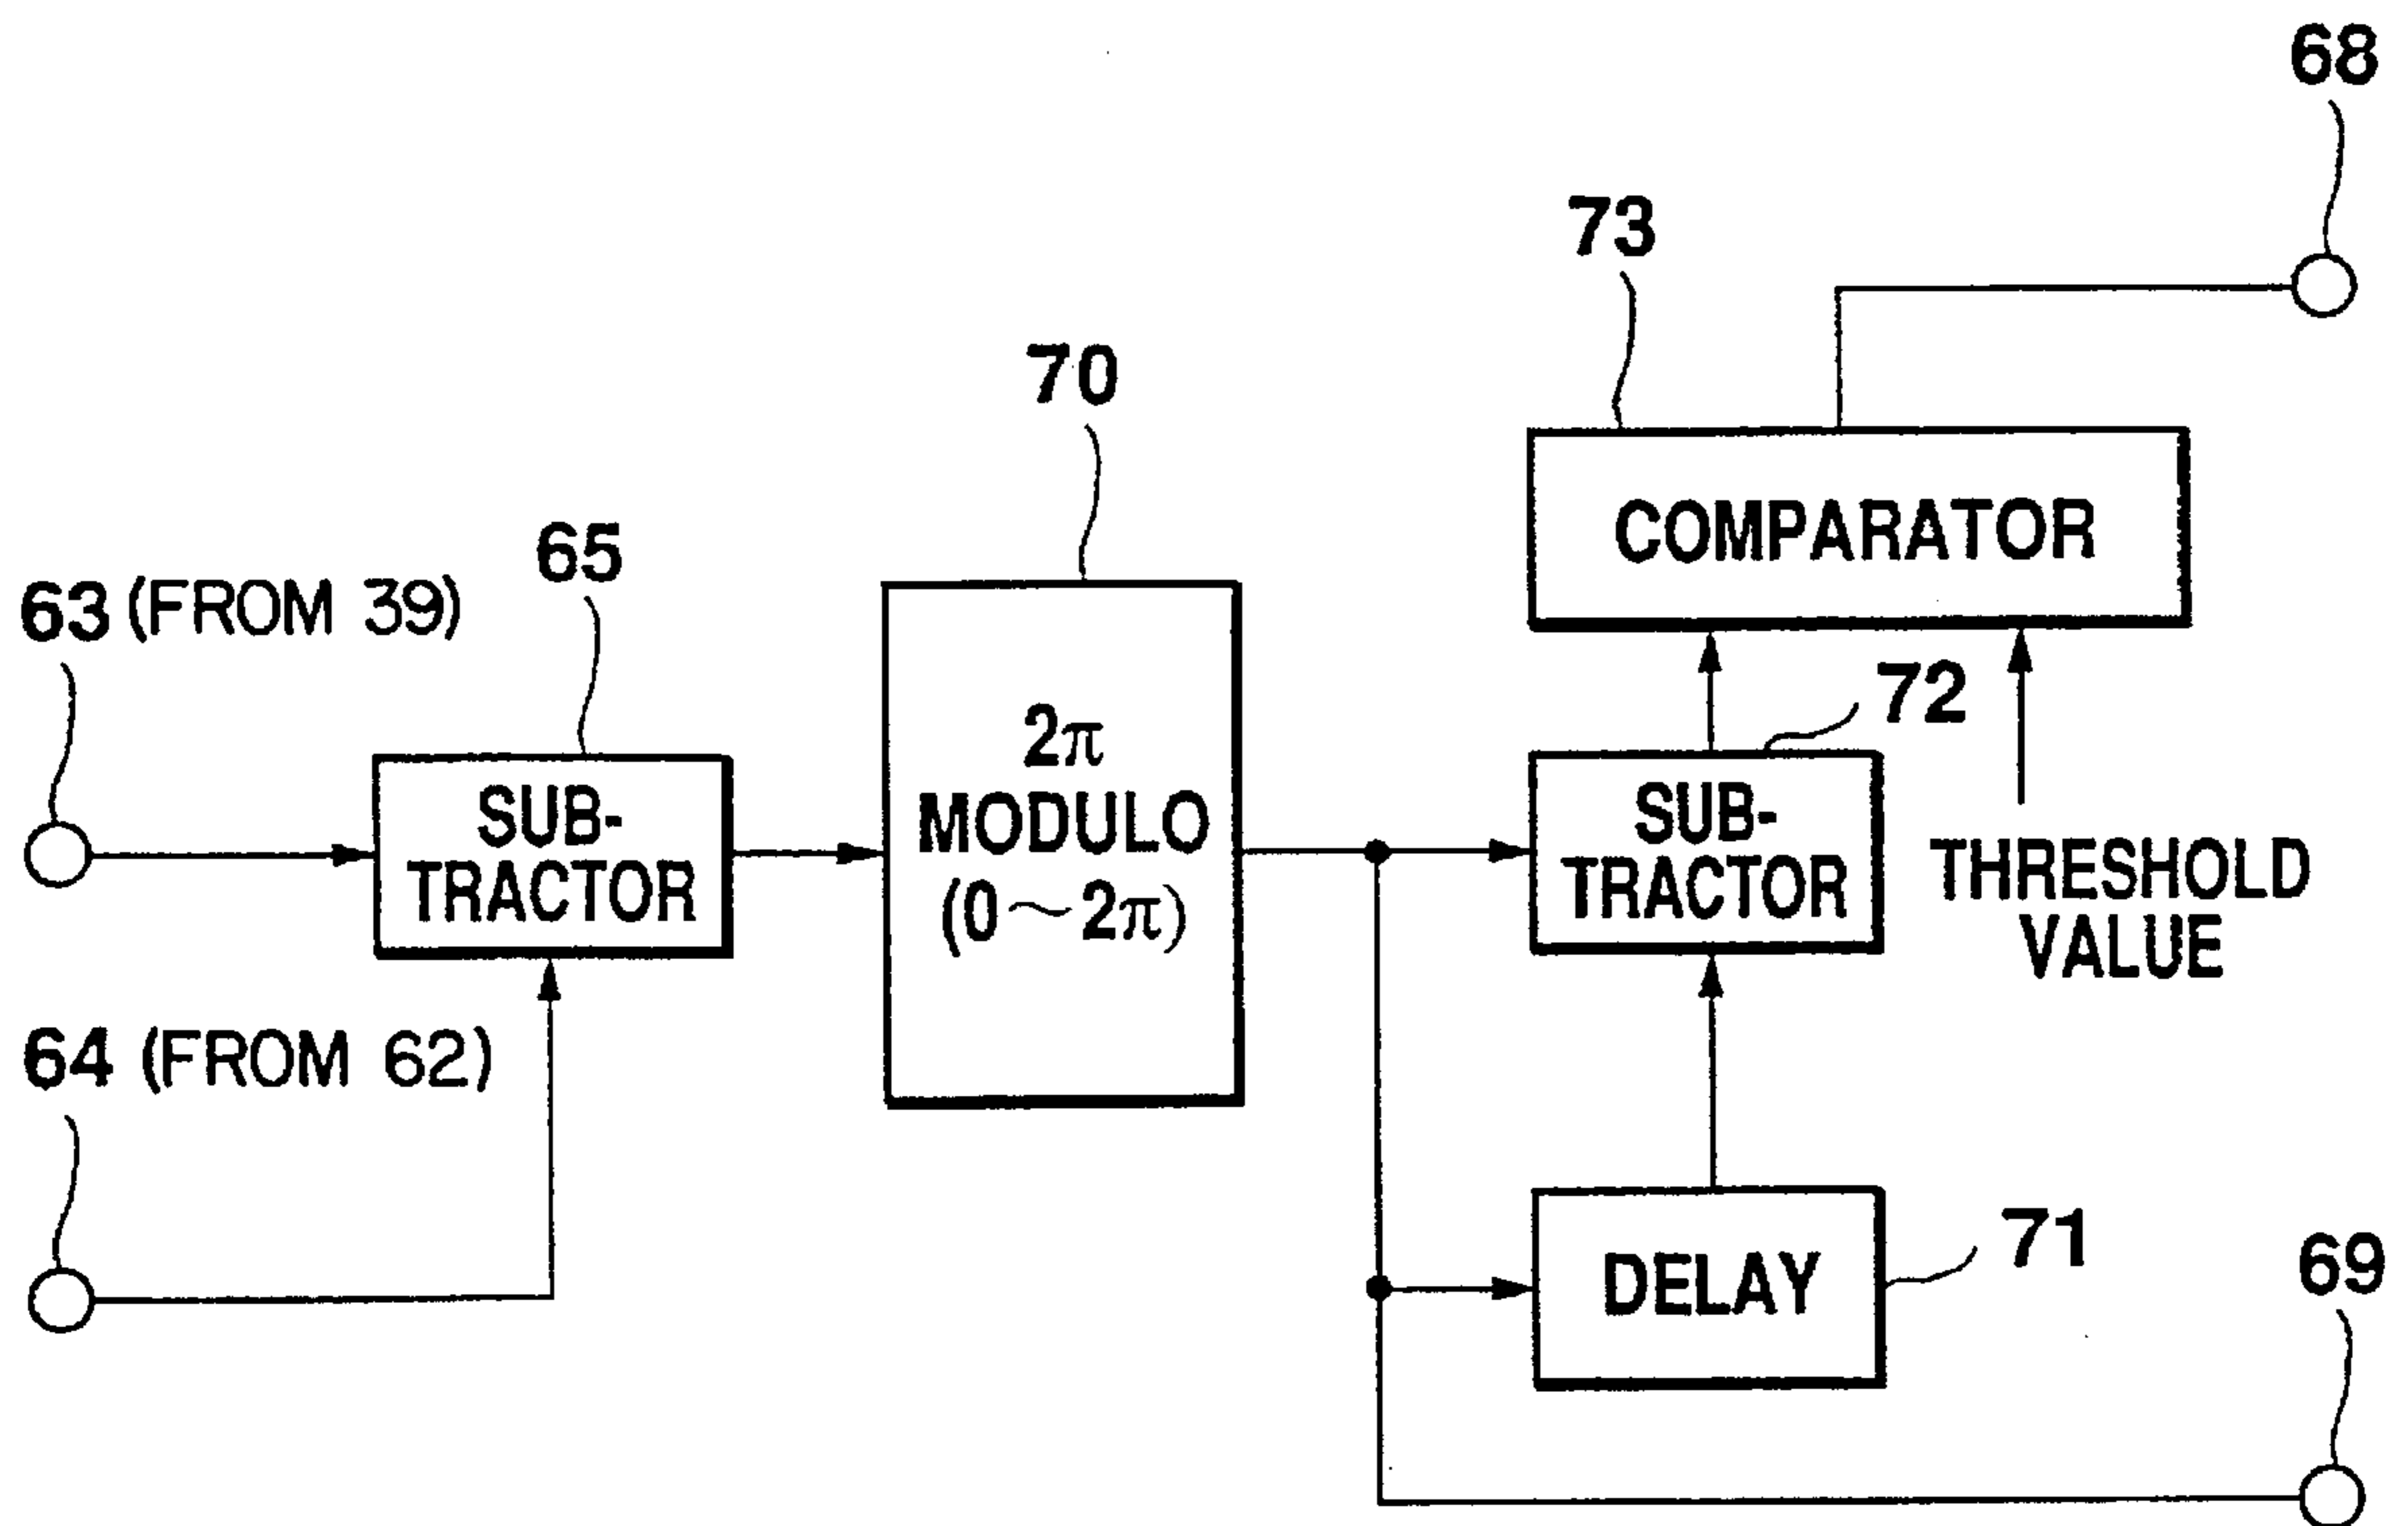 68
73
70
65
63 (FROM 39)
COMPARATOR
72
2π
MODULO
(0～2π)
SUB-
TRACTOR
SUB-
TRACTOR
THRESHOLD
VALUE
64 (FROM 62)
71
DELAY
69